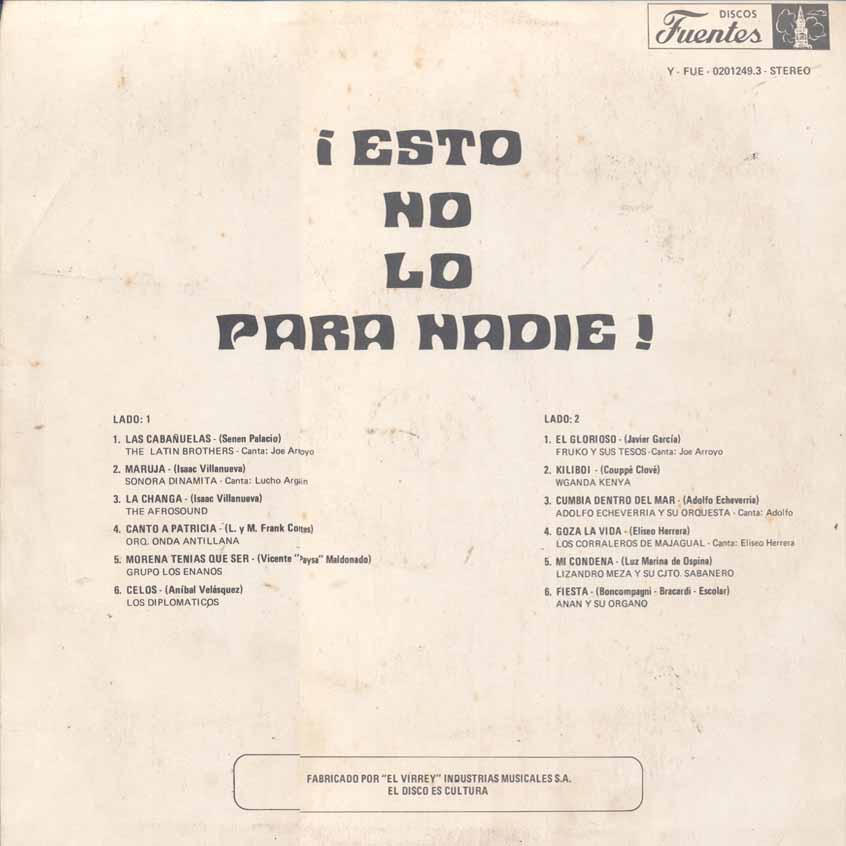 DISCOS
Fuentes
Y - FUE - 0201249.3 - STEREO
¡ ESTO
NO
LO
PARA NADIE !
LADO: 1
1. LAS CABAÑUELAS - (Senen Palacio)
THE LATIN BROTHERS - Canta: Joe Arroyo
2. MARUJA - (Isaac Villanueva)
SONORA DINAMITA - Canta: Lucho Argain
3. LA CHANGA - (Isaac Villanueva)
THE AFROSOUND
4. CANTO A PATRICIA - (L. y M. Frank Cortes)
ORQ. ONDA ANTILLANA
5. MORENA TENIAS QUE SER - (Vicente "Paysa" Maldonado)
GRUPO LOS ENANOS
6. CELOS - (Aníbal Velásquez)
LOS DIPLOMATICOS
LADO: 2
1. EL GLORIOSO - (Javier García)
FRUKO Y SUS TESOS - Canta: Joe Arroyo
2. KILIBOI - (Couppé Clové)
WGANDA KENYA
3. CUMBIA DENTRO DEL MAR - (Adolfo Echeverria)
ADOLFO ECHEVERRIA Y SU ORQUESTA - Canta: Adolfo
4. GOZA LA VIDA - (Eliseo Herrera)
LOS CORRALEROS DE MAJAGUAL - Canta: Eliseo Herrera
5. MI CONDENA - (Luz Marina de Ospina)
LIZANDRO MEZA Y SU CJTO. SABANERO
6. FIESTA - (Boncompagni - Bracardi - Escolar)
ANAN Y SU ORGANO
FABRICADO POR "EL VIRREY" INDUSTRIAS MUSICALES S.A.
EL DISCO ES CULTURA